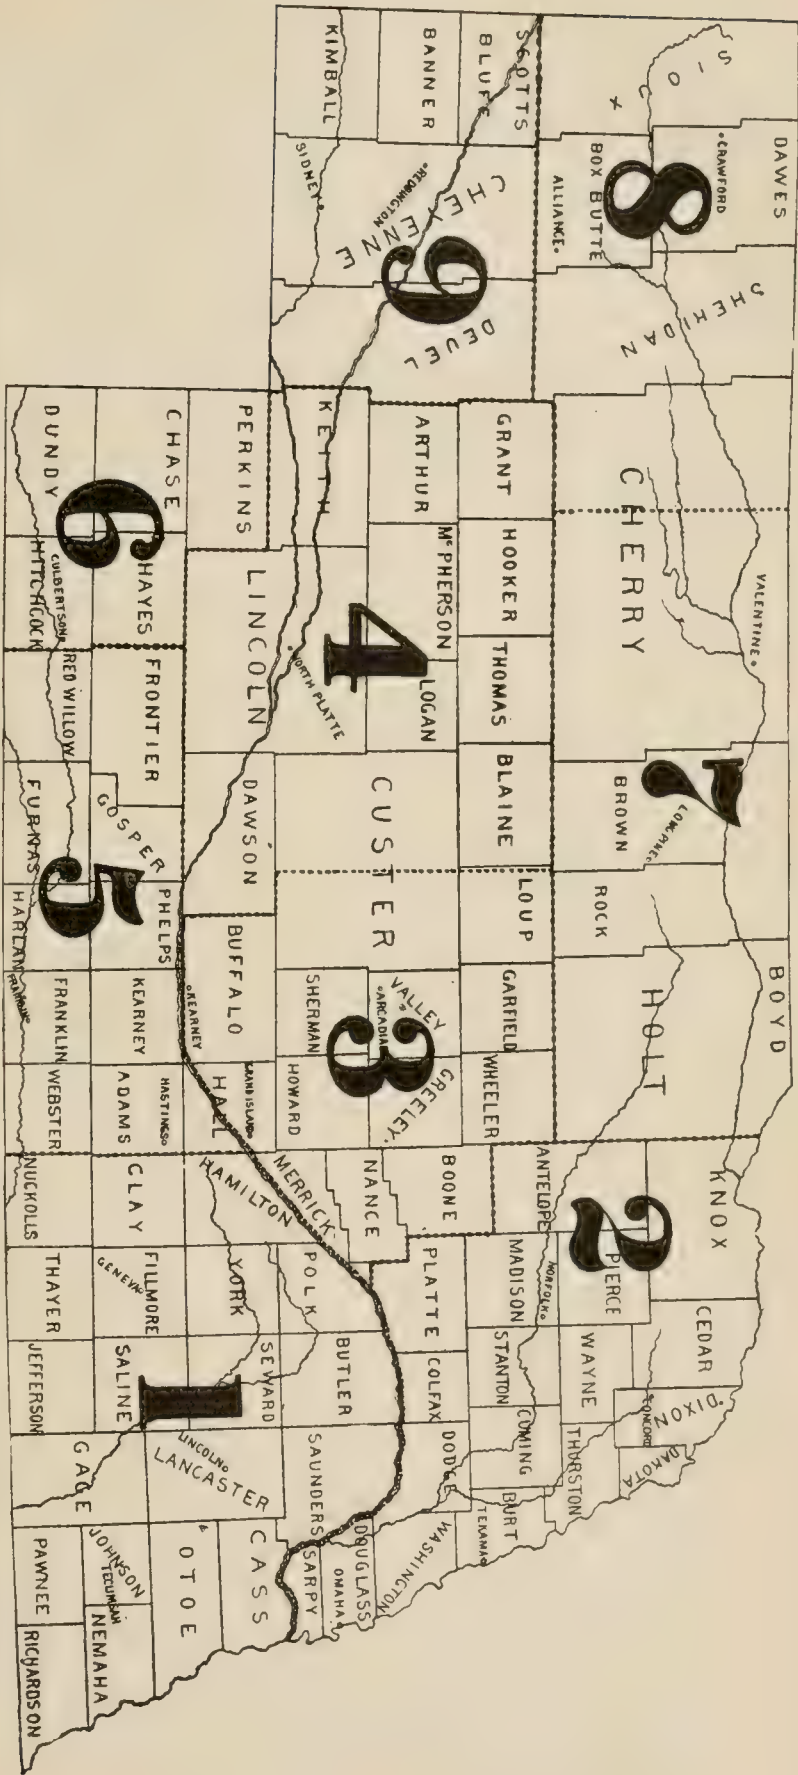 SIOUX
DAWES
°CRAWFORD
8
BOX BUTTE
ALLIANCE°
SHERIDAN
SCOTTS
BLUFF
BANNER
KIMBALL
CHEYENNE
°REDINGTON
SIDNEY°
9
DEUEL
CHERRY
VALENTINE°
7
BROWN
LONGPINE°
ROCK
BOYD
HOLT
GRANT
HOOKER
THOMAS
BLAINE
LOUP
GARFIELD
WHEELER
ARTHUR
McPHERSON
LOGAN
KEITH
4
LINCOLN
°NORTH PLATTE
PERKINS
CUSTER
DAWSON
CHASE
HAYES
6
DUNDY
CULBERTSON°
HITCHCOCK
FRONTIER
RED WILLOW
GOSPER
FURNAS
5
PHELPS
HARLAN
VALLEY
°ARCADIA
3
GREELEY
SHERMAN
HOWARD
BUFFALO
°KEARNEY
GRAND ISLAND°
HALL
KEARNEY
HASTINGS°
ADAMS
FRANKLIN
FRANKLIN°
WEBSTER
KNOX
ANTELOPE
2
PIERCE
CEDAR
DIXON
°CONCORD
DAKOTA
WAYNE
THURSTON
BOONE
MADISON
NORFOLK°
STANTON
CUMING
BURT
TEKAMA°
NANCE
PLATTE
COLFAX
DODGE
WASHINGTON
MERRICK
HAMILTON
POLK
BUTLER
SAUNDERS
DOUGLASS
OMAHA°
SARPY
YORK
SEWARD
CLAY
FILLMORE
GENEVA°
SALINE
1
LINCOLN°
LANCASTER
CASS
OTOE
NUCKOLLS
THAYER
JEFFERSON
GAGE
JOHNSON
TECUMSAH
NEMAHA
PAWNEE
RICHARDSON